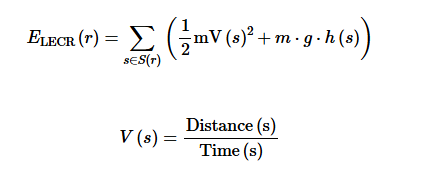 E_LECR (r) = ∑_{s∈S(r)} (1/2 mV (s)² + m · g · h (s))
V (s) = Distance (s) / Time (s)